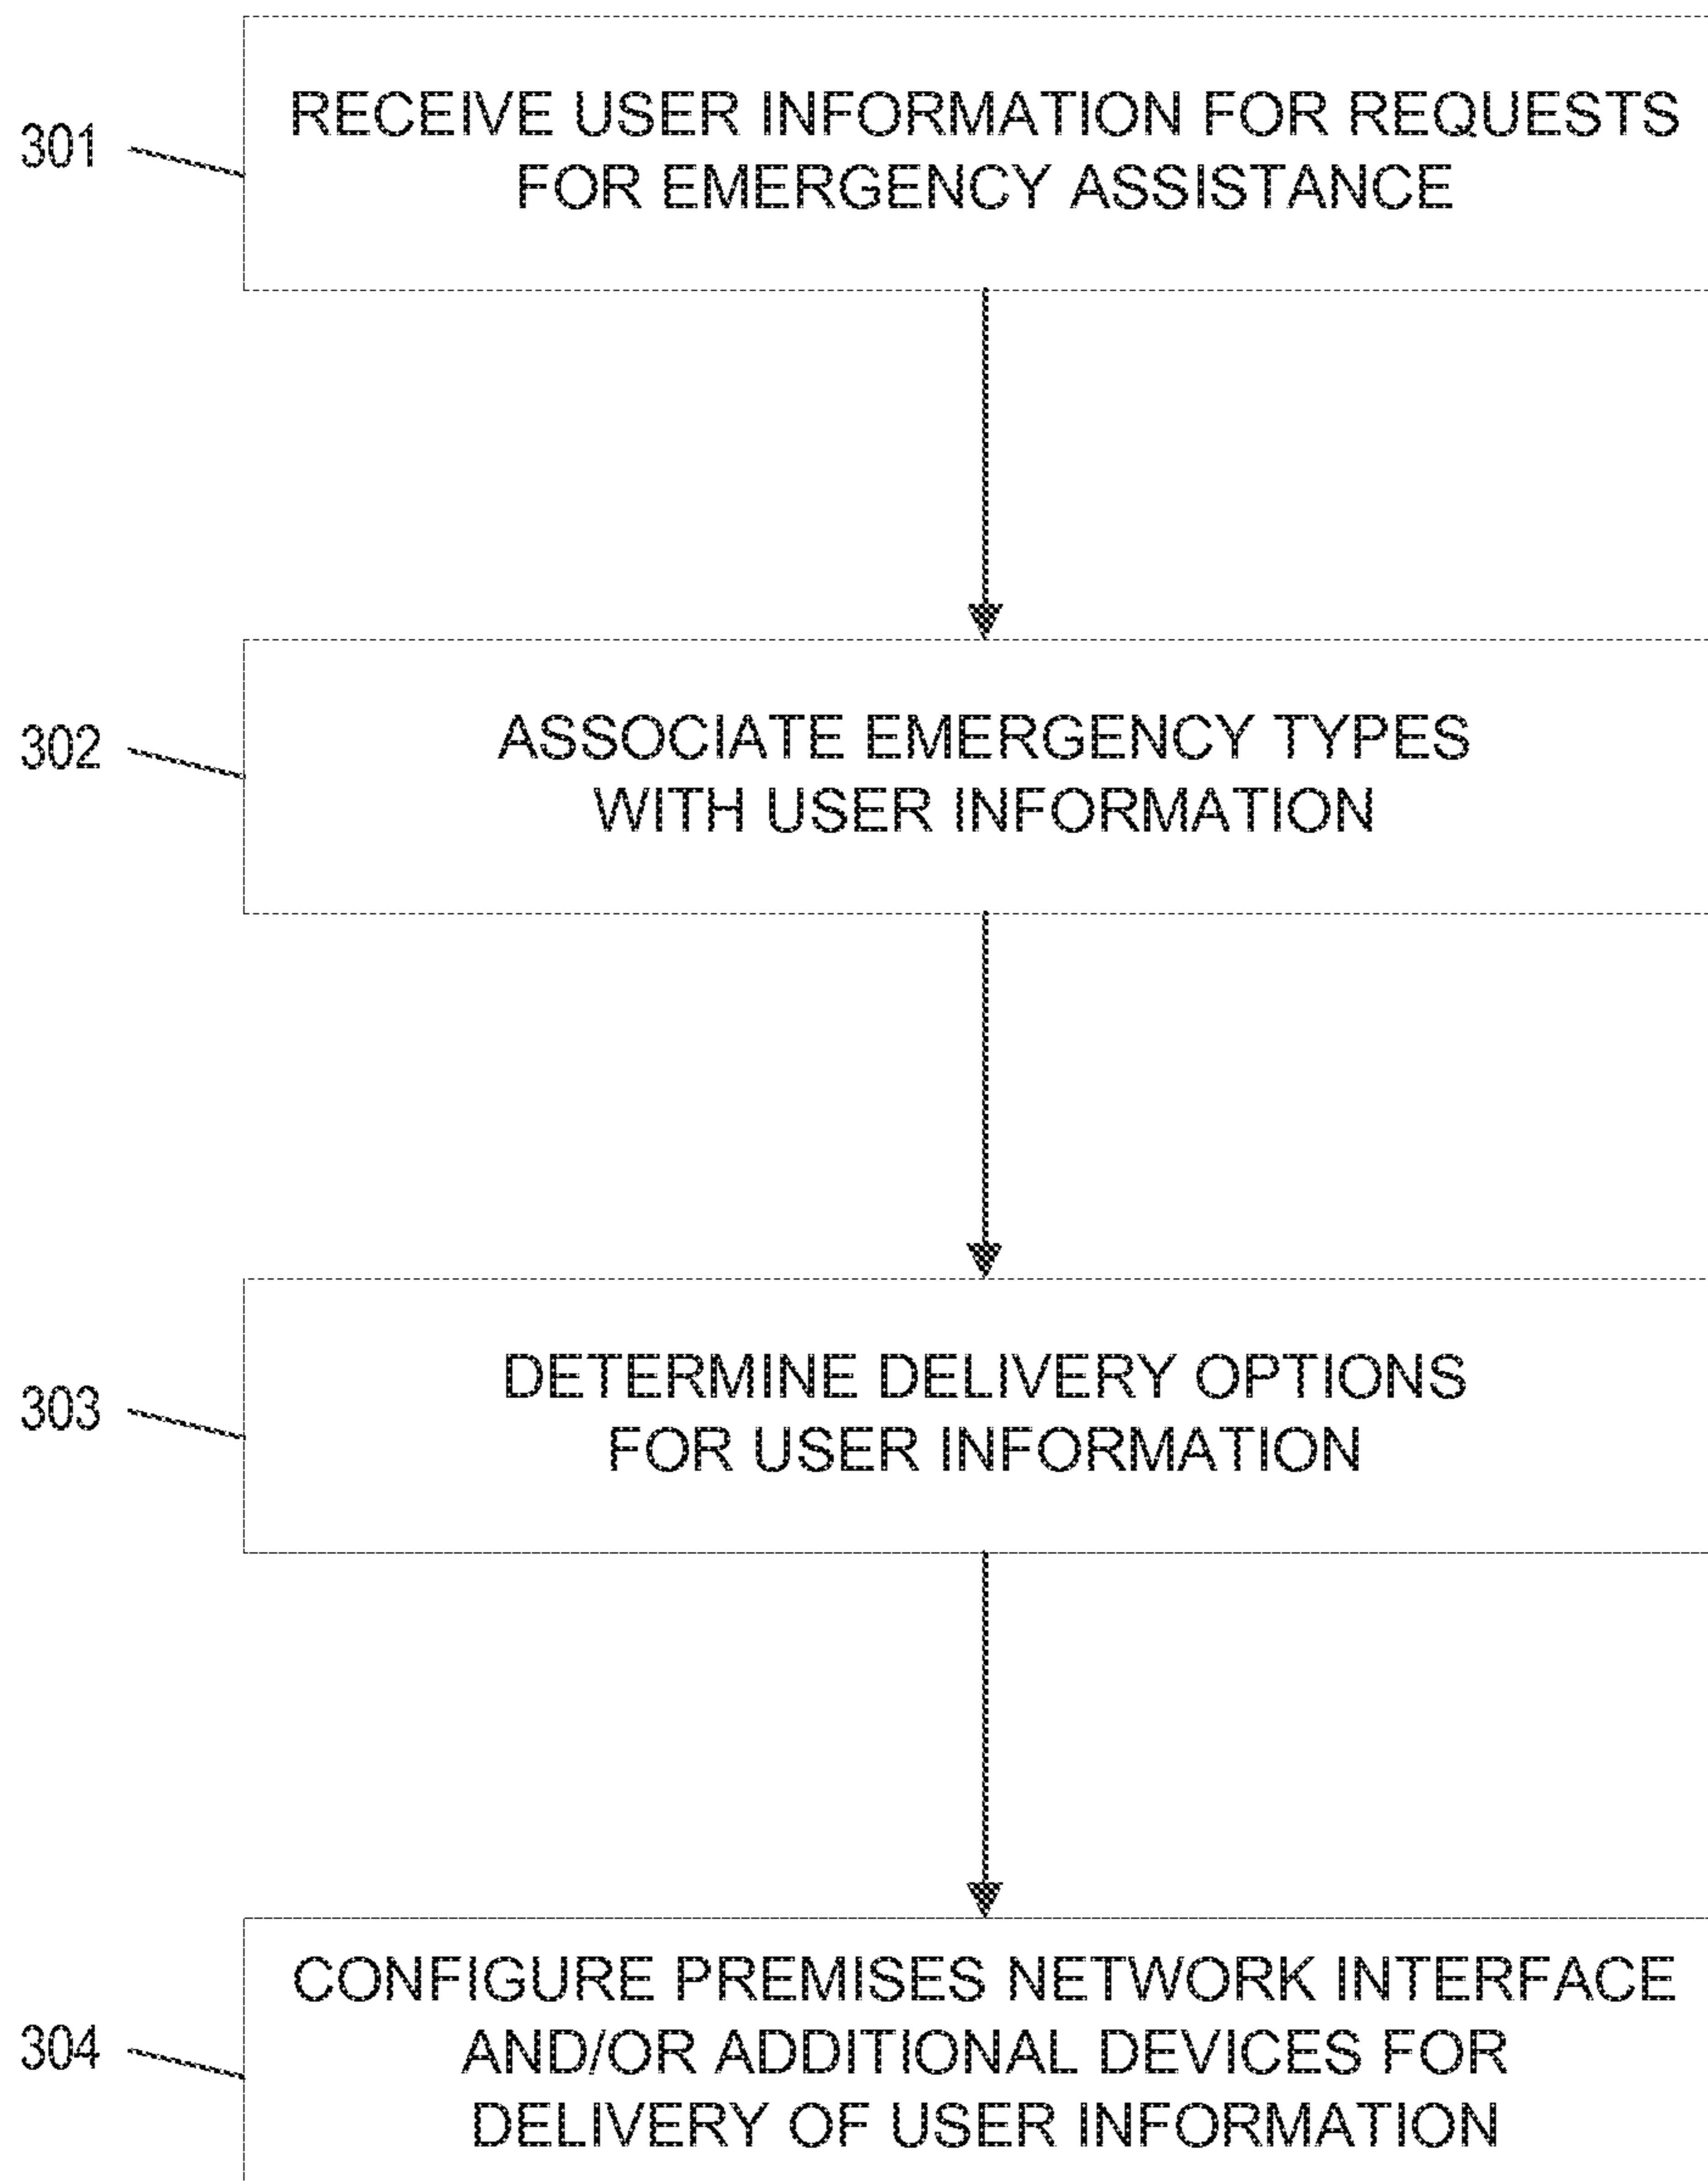 301
RECEIVE USER INFORMATION FOR REQUESTS
FOR EMERGENCY ASSISTANCE
302
ASSOCIATE EMERGENCY TYPES
WITH USER INFORMATION
303
DETERMINE DELIVERY OPTIONS
FOR USER INFORMATION
304
CONFIGURE PREMISES NETWORK INTERFACE
AND/OR ADDITIONAL DEVICES FOR
DELIVERY OF USER INFORMATION